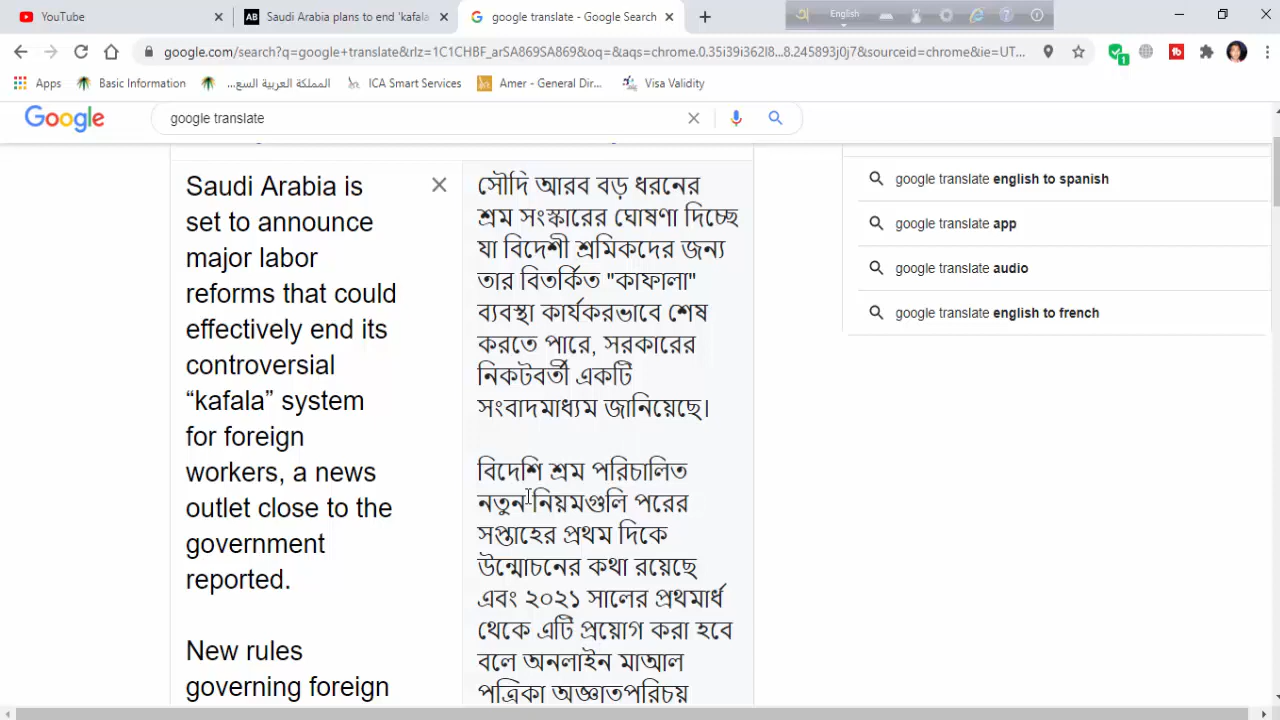 YouTube
Saudi Arabia plans to end 'kafala
google translate - Google Search
English
google.com/search?q=google+translate&rlz=1C1CHBF_arSA869SA869&oq=&aqs=chrome.0.35i39i362l8...8.245893j0j7&sourceid=chrome&ie=UT...
Apps
Basic Information
المملكة العربية السع...
ICA Smart Services
Amer - General Dir...
Visa Validity
Google
google translate
Saudi Arabia is
set to announce
major labor
reforms that could
effectively end its
controversial
“kafala” system
for foreign
workers, a news
outlet close to the
government
reported.
New rules
governing foreign
সৌদি আরব বড় ধরনের
শ্রম সংস্কারের ঘোষণা দিচ্ছে
যা বিদেশী শ্রমিকদের জন্য
তার বিতর্কিত "কাফালা"
ব্যবস্থা কার্যকরভাবে শেষ
করতে পারে, সরকারের
নিকটবর্তী একটি
সংবাদমাধ্যম জানিয়েছে।
বিদেশি শ্রম পরিচালিত
নতুন নিয়মগুলি পরের
সপ্তাহের প্রথম দিকে
উন্মোচনের কথা রয়েছে
এবং ২০২১ সালের প্রথমার্ধ
থেকে এটি প্রয়োগ করা হবে
বলে অনলাইন মাআল
পত্রিকা অজ্ঞাতপরিচয়
google translate english to spanish
google translate app
google translate audio
google translate english to french